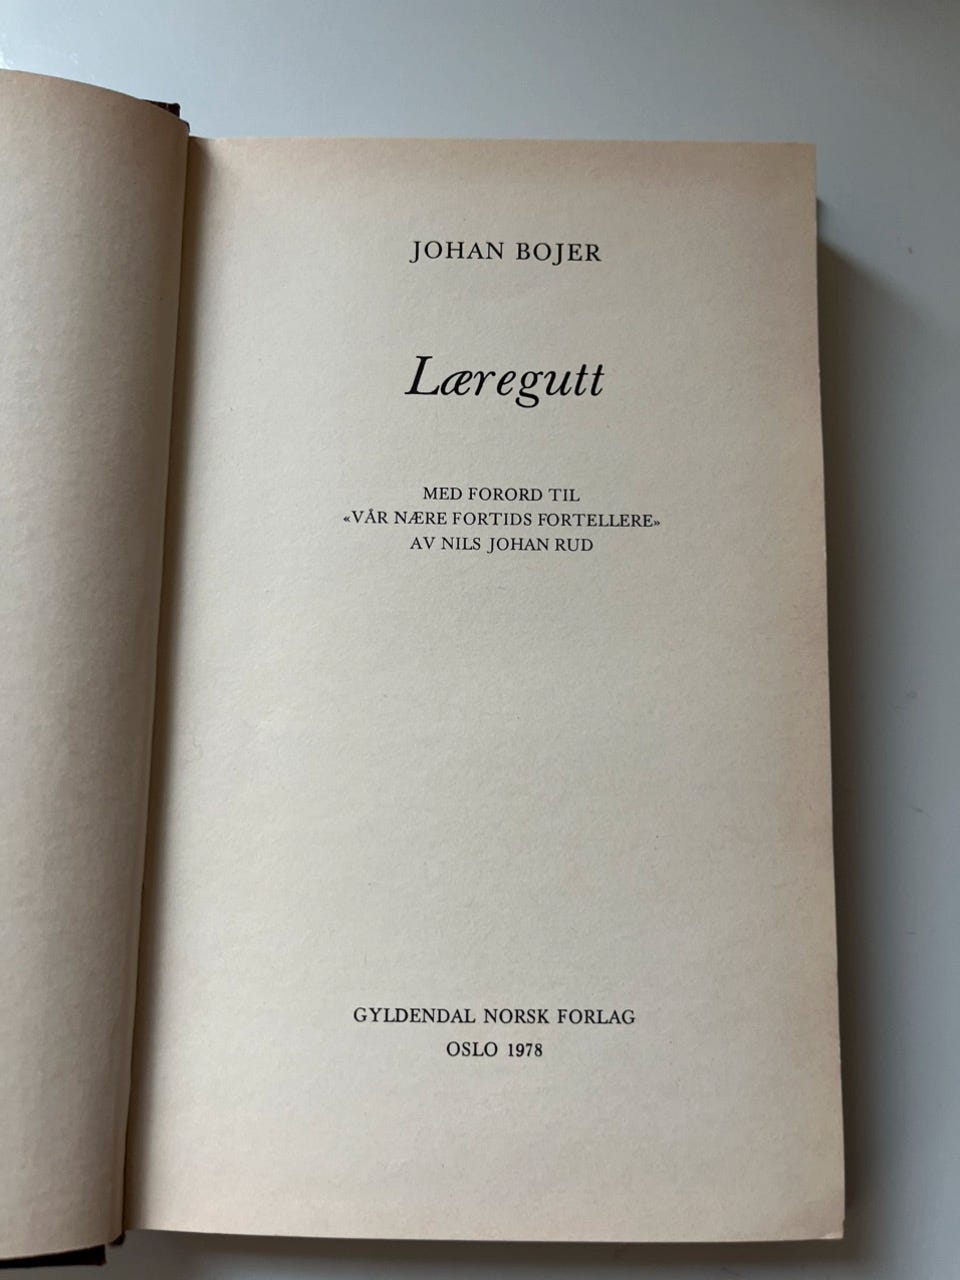 JOHAN BOJER
Læregutt
MED FORORD TIL
«VÅR NÆRE FORTIDS FORTELLERE»
AV NILS JOHAN RUD
GYLDENDAL NORSK FORLAG
OSLO 1978